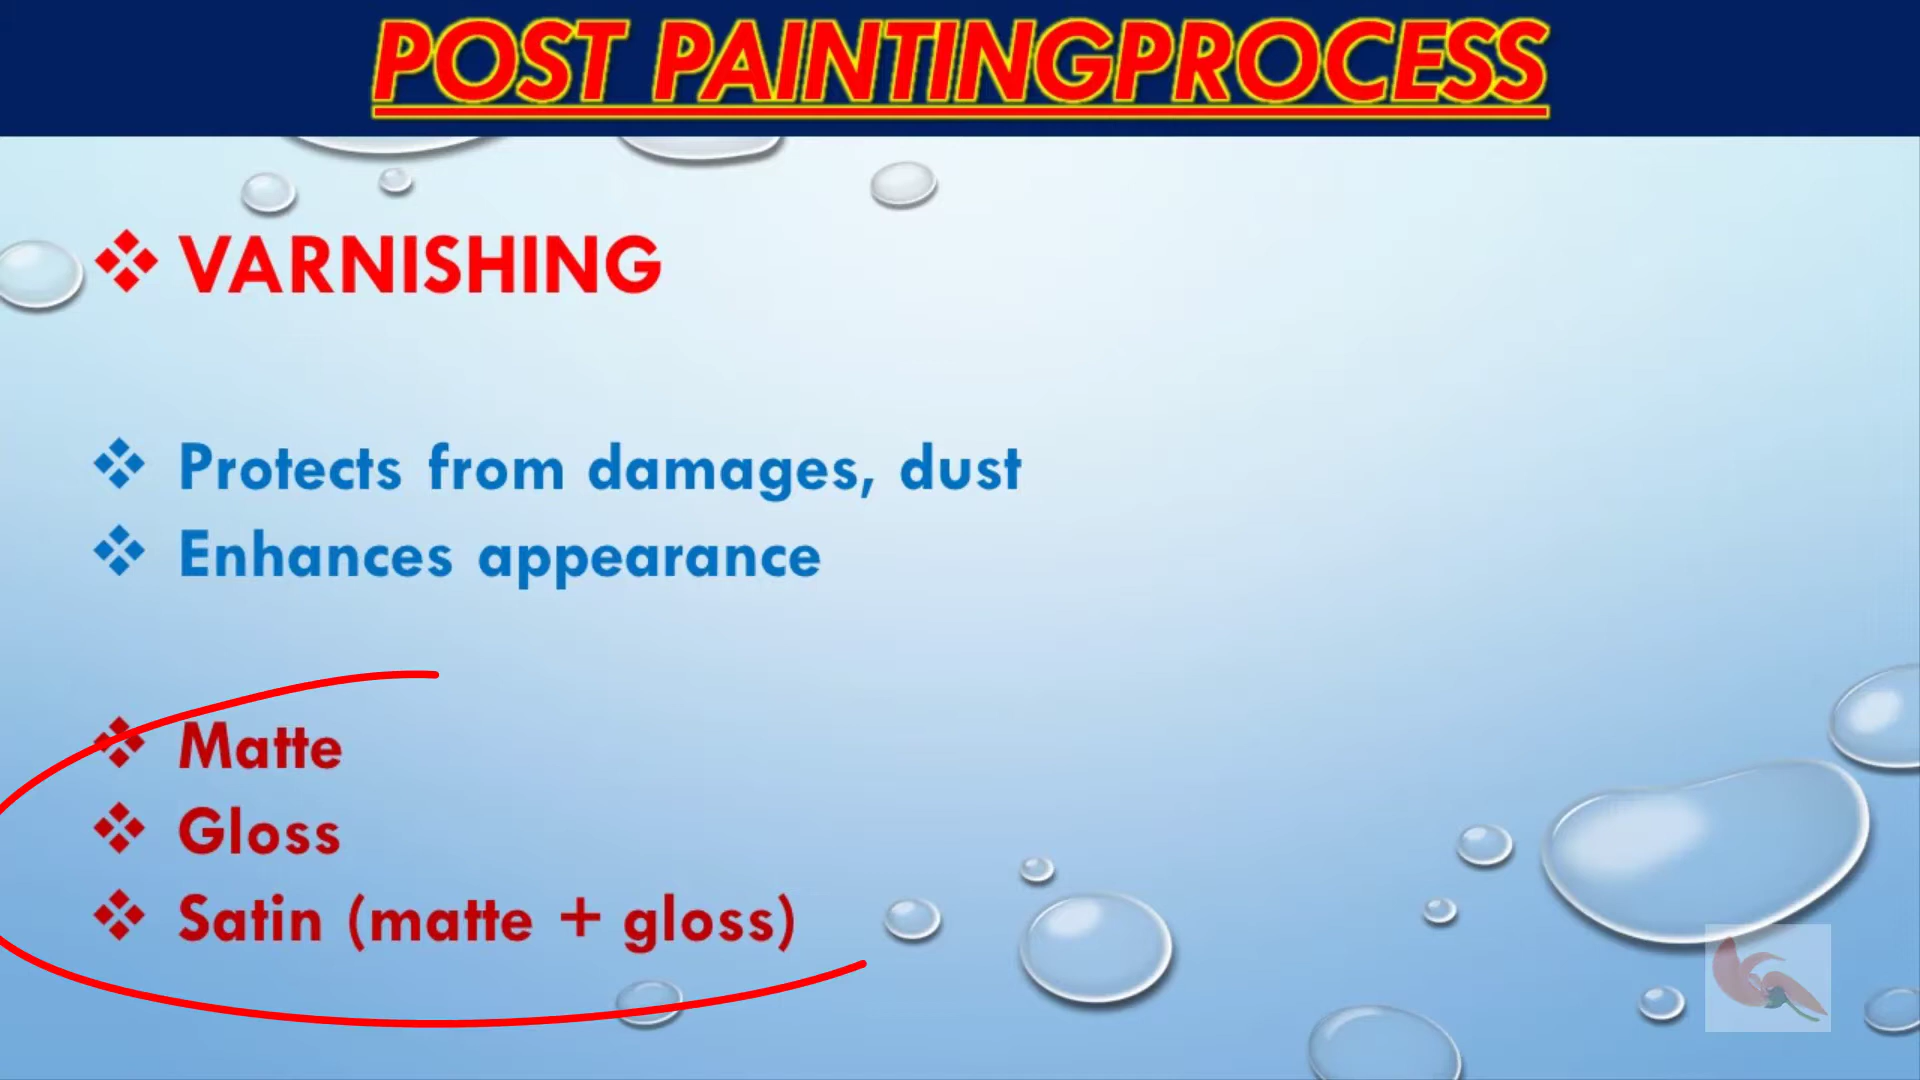 POST PAINTINGPROCESS
VARNISHING
Protects from damages, dust
Enhances appearance
Matte
Gloss
Satin (matte + gloss)